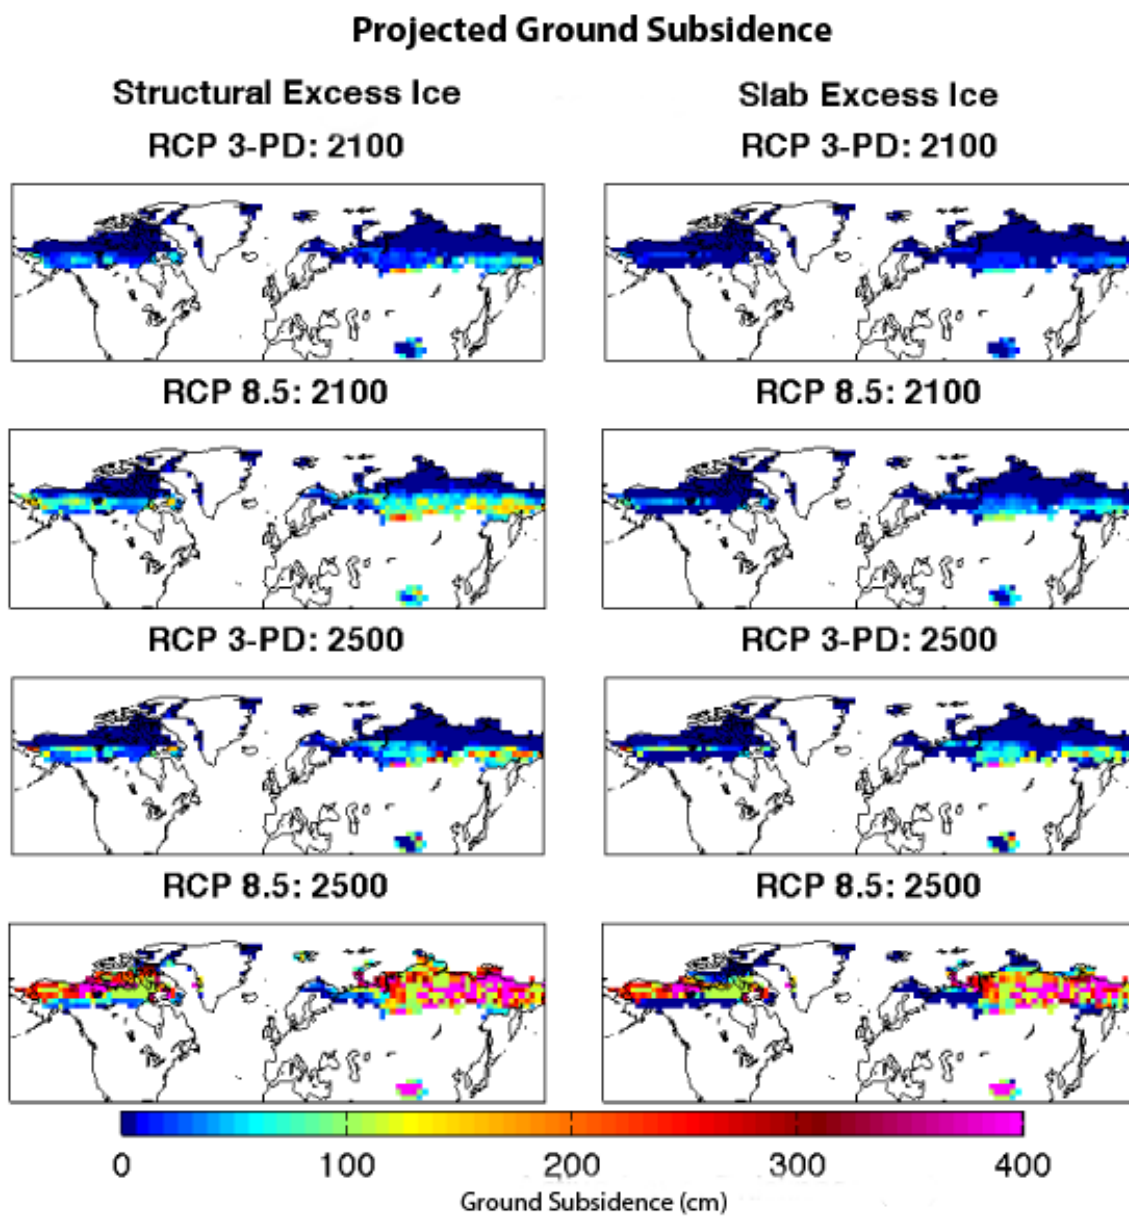 Projected Ground Subsidence
Structural Excess Ice
Slab Excess Ice
RCP 3-PD: 2100
RCP 3-PD: 2100
RCP 8.5: 2100
RCP 8.5: 2100
RCP 3-PD: 2500
RCP 3-PD: 2500
RCP 8.5: 2500
RCP 8.5: 2500
0 100 200 300 400
Ground Subsidence (cm)